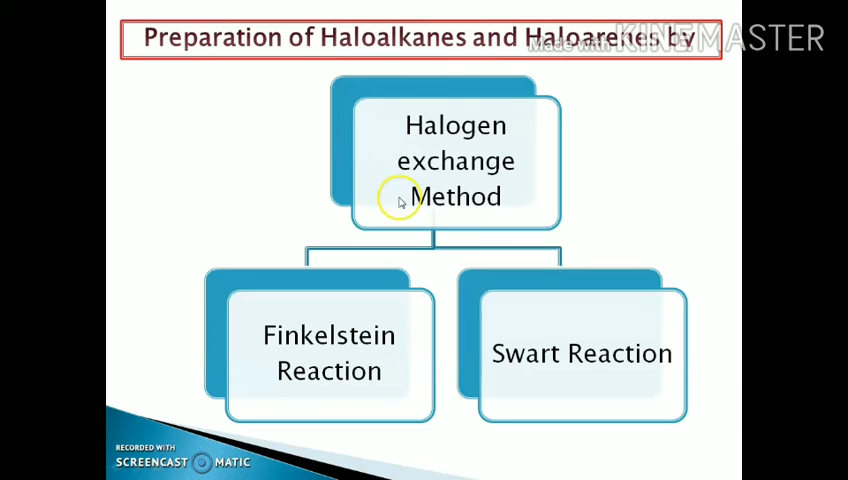 Preparation of Haloalkanes and Haloarenes by
Made with KINEMASTER
Halogen
exchange
Method
Finkelstein
Reaction
Swart Reaction
RECORDED WITH
SCREENCAST MATIC